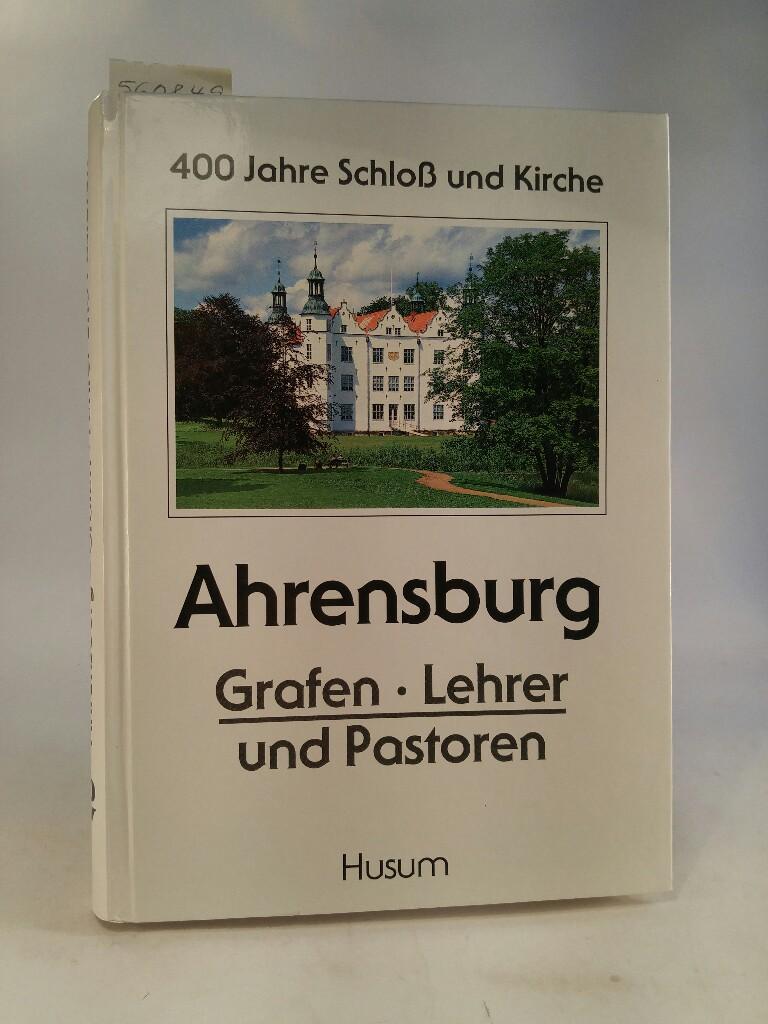 400 Jahre Schloß und Kirche
Ahrensburg
Grafen · Lehrer
und Pastoren
Husum